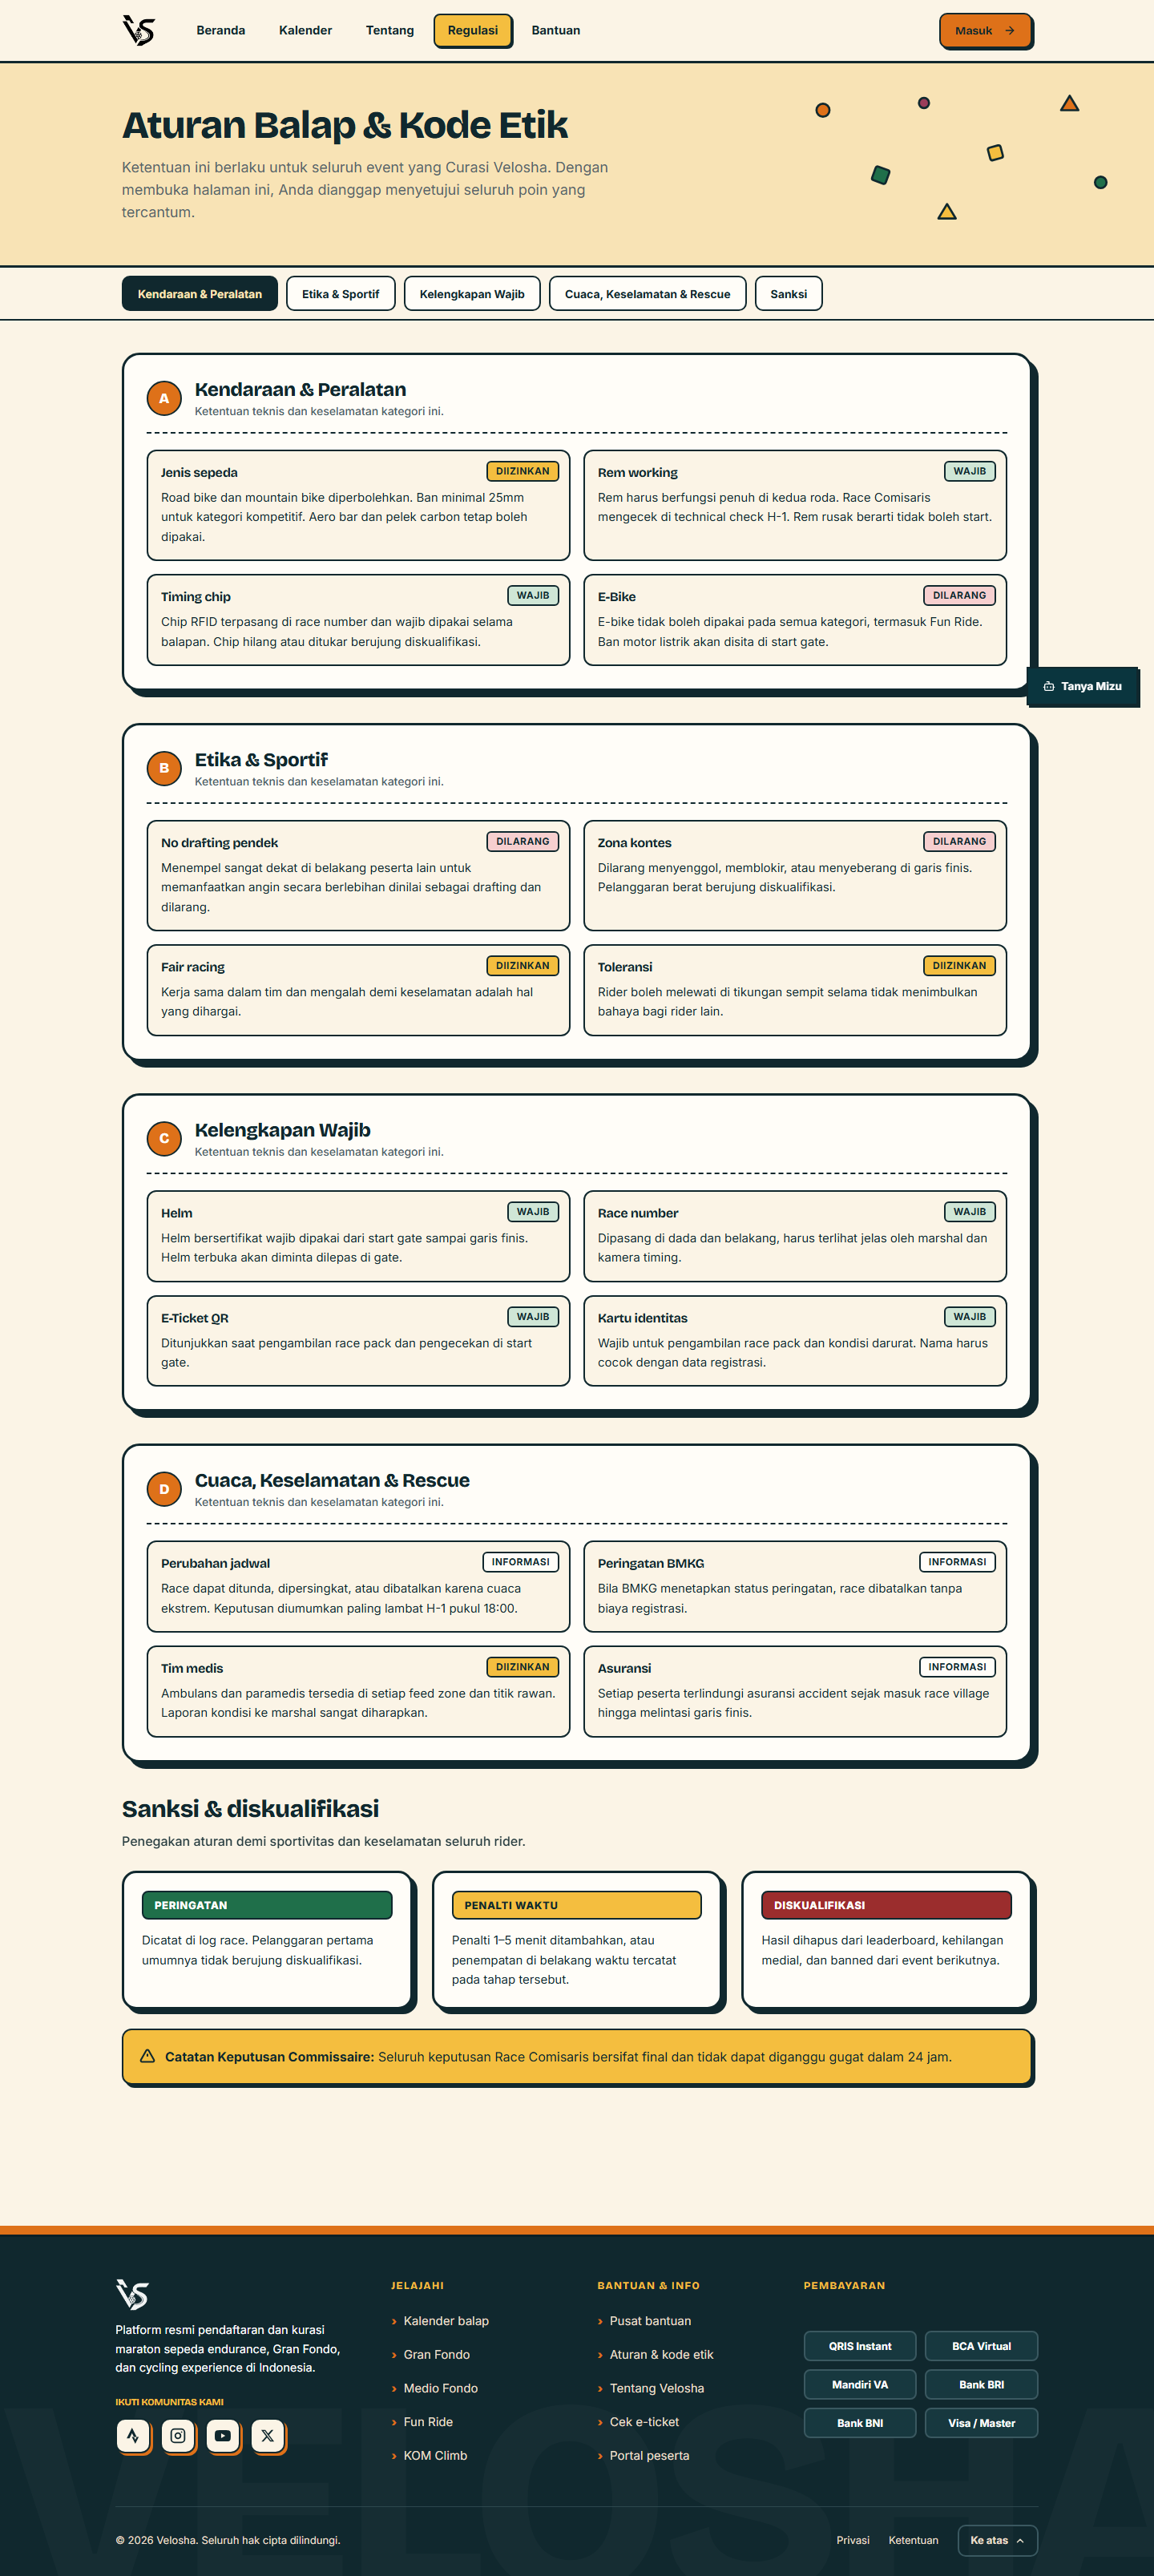 VS
Beranda
Kalender
Tentang
Regulasi
Bantuan
Masuk
Aturan Balap & Kode Etik
Ketentuan ini berlaku untuk seluruh event yang Curasi Velosha. Dengan
membuka halaman ini, Anda dianggap menyetujui seluruh poin yang
tercantum.
Kendaraan & Peralatan
Etika & Sportif
Kelengkapan Wajib
Cuaca, Keselamatan & Rescue
Sanksi
A
Kendaraan & Peralatan
Ketentuan teknis dan keselamatan kategori ini.
Jenis sepeda
DIIZINKAN
Road bike dan mountain bike diperbolehkan. Ban minimal 25mm
untuk kategori kompetitif. Aero bar dan pelek carbon tetap boleh
dipakai.
Rem working
WAJIB
Rem harus berfungsi penuh di kedua roda. Race Comisaris
mengecek di technical check H-1. Rem rusak berarti tidak boleh start.
Timing chip
WAJIB
Chip RFID terpasang di race number dan wajib dipakai selama
balapan. Chip hilang atau ditukar berujung diskualifikasi.
E-Bike
DILARANG
E-bike tidak boleh dipakai pada semua kategori, termasuk Fun Ride.
Ban motor listrik akan disita di start gate.
Tanya Mizu
B
Etika & Sportif
Ketentuan teknis dan keselamatan kategori ini.
No drafting pendek
DILARANG
Menempel sangat dekat di belakang peserta lain untuk
memanfaatkan angin secara berlebihan dinilai sebagai drafting dan
dilarang.
Zona kontes
DILARANG
Dilarang menyenggol, memblokir, atau menyeberang di garis finis.
Pelanggaran berat berujung diskualifikasi.
Fair racing
DIIZINKAN
Kerja sama dalam tim dan mengalah demi keselamatan adalah hal
yang dihargai.
Toleransi
DIIZINKAN
Rider boleh melewati di tikungan sempit selama tidak menimbulkan
bahaya bagi rider lain.
C
Kelengkapan Wajib
Ketentuan teknis dan keselamatan kategori ini.
Helm
WAJIB
Helm bersertifikat wajib dipakai dari start gate sampai garis finis.
Helm terbuka akan diminta dilepas di gate.
Race number
WAJIB
Dipasang di dada dan belakang, harus terlihat jelas oleh marshal dan
kamera timing.
E-Ticket QR
WAJIB
Ditunjukkan saat pengambilan race pack dan pengecekan di start
gate.
Kartu identitas
WAJIB
Wajib untuk pengambilan race pack dan kondisi darurat. Nama harus
cocok dengan data registrasi.
D
Cuaca, Keselamatan & Rescue
Ketentuan teknis dan keselamatan kategori ini.
Perubahan jadwal
INFORMASI
Race dapat ditunda, dipersingkat, atau dibatalkan karena cuaca
ekstrem. Keputusan diumumkan paling lambat H-1 pukul 18:00.
Peringatan BMKG
INFORMASI
Bila BMKG menetapkan status peringatan, race dibatalkan tanpa
biaya registrasi.
Tim medis
DIIZINKAN
Ambulans dan paramedis tersedia di setiap feed zone dan titik rawan.
Laporan kondisi ke marshal sangat diharapkan.
Asuransi
INFORMASI
Setiap peserta terlindungi asuransi accident sejak masuk race village
hingga melintasi garis finis.
Sanksi & diskualifikasi
Penegakan aturan demi sportivitas dan keselamatan seluruh rider.
PERINGATAN
Dicatat di log race. Pelanggaran pertama
umumnya tidak berujung diskualifikasi.
PENALTI WAKTU
Penalti 1–5 menit ditambahkan, atau
penempatan di belakang waktu tercatat
pada tahap tersebut.
DISKUALIFIKASI
Hasil dihapus dari leaderboard, kehilangan
medial, dan banned dari event berikutnya.
Catatan Keputusan Commissaire: Seluruh keputusan Race Comisaris bersifat final dan tidak dapat diganggu gugat dalam 24 jam.
VS
Platform resmi pendaftaran dan kurasi
maraton sepeda endurance, Gran Fondo,
dan cycling experience di Indonesia.
IKUTI KOMUNITAS KAMI
JELAJAHI
› Kalender balap
› Gran Fondo
› Medio Fondo
› Fun Ride
› KOM Climb
BANTUAN & INFO
› Pusat bantuan
› Aturan & kode etik
› Tentang Velosha
› Cek e-ticket
› Portal peserta
PEMBAYARAN
QRIS Instant
BCA Virtual
Mandiri VA
Bank BRI
Bank BNI
Visa / Master
VELOSHA
© 2026 Velosha. Seluruh hak cipta dilindungi.
Privasi
Ketentuan
Ke atas